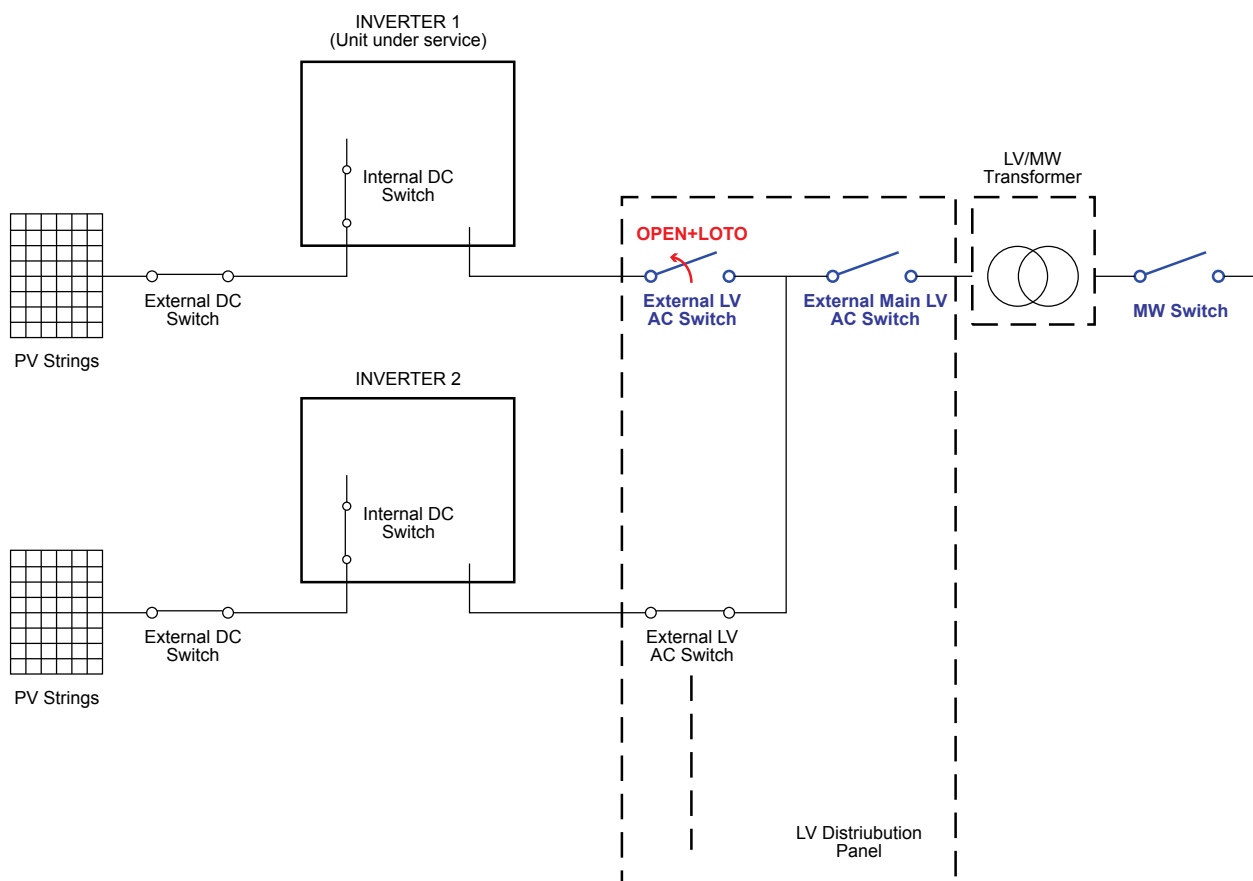 INVERTER 1
(Unit under service)
Internal DC
Switch
LV/MW
Transformer
OPEN+LOTO
External DC
Switch
External LV
AC Switch
External Main LV
AC Switch
MW Switch
PV Strings
INVERTER 2
Internal DC
Switch
External DC
Switch
External LV
AC Switch
PV Strings
LV Distriubution
Panel